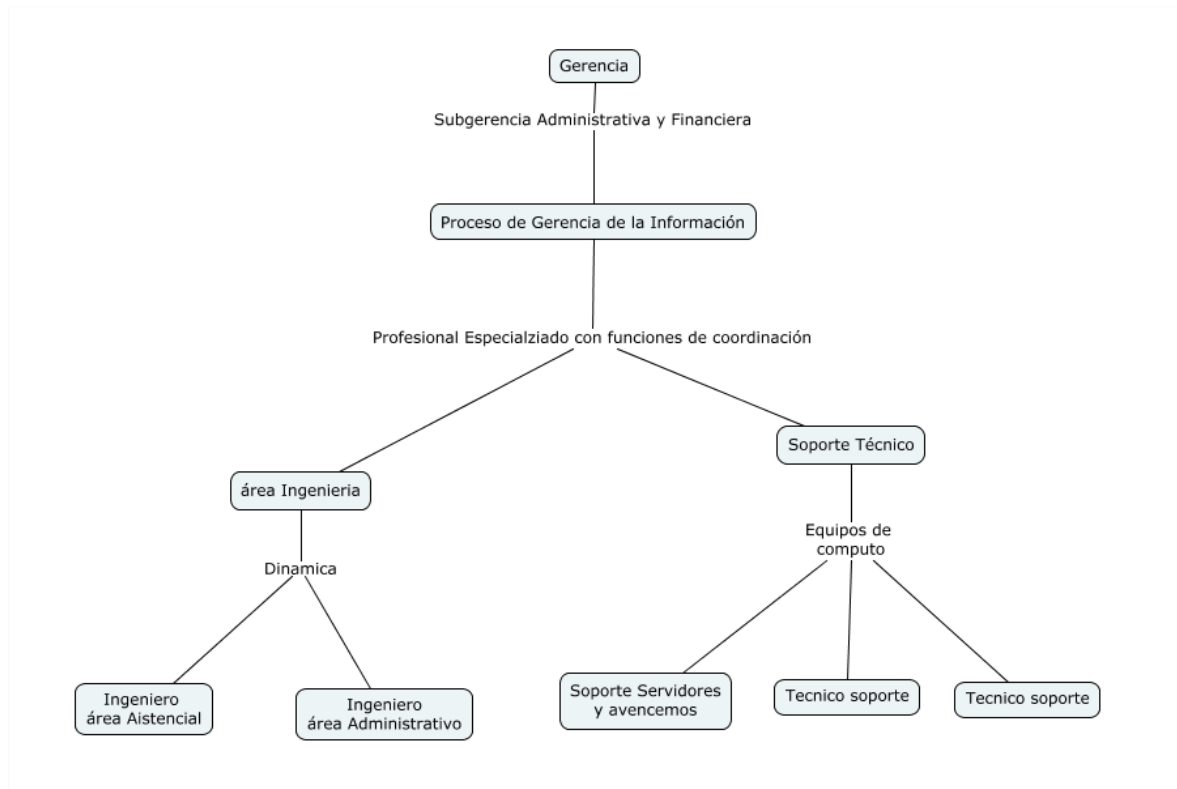 Gerencia
Subgerencia Administrativa y Financiera
Proceso de Gerencia de la Información
Profesional Especialziado con funciones de coordinación
Soporte Técnico
área Ingenieria
Equipos de
computo
Dinamica
Ingeniero
área Aistencial
Ingeniero
área Administrativo
Soporte Servidores
y avencemos
Tecnico soporte
Tecnico soporte